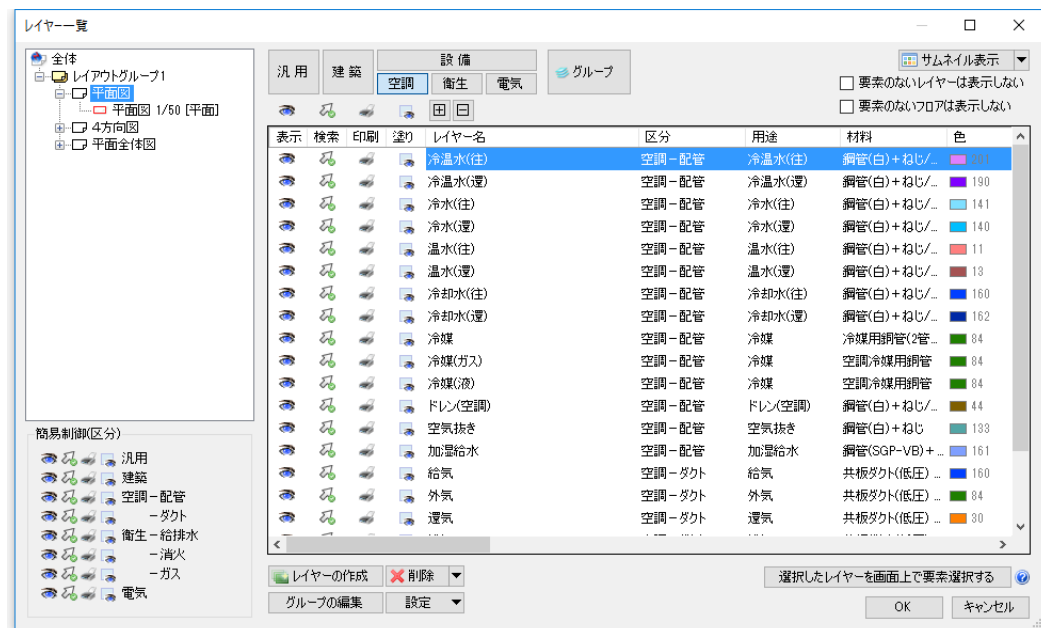 レイヤー一覧
全体
レイアウトグループ1
平面図
平面図 1/50 [平面]
4方向図
平面全体図
簡易制御(区分)
汎用
建築
空調－配管
－ダクト
衛生－給排水
－消火
－ガス
電気
汎用 建築 設備 グループ サムネイル表示
空調 衛生 電気
要素のないレイヤーは表示しない
要素のないフロアは表示しない
表示 検索 印刷 塗り レイヤー名 区分 用途 材料 色
冷温水(往) 空調－配管 冷温水(往) 鋼管(白)+ねじ/...
冷温水(還) 空調－配管 冷温水(還) 鋼管(白)+ねじ/... 190
冷水(往) 空調－配管 冷水(往) 鋼管(白)+ねじ/... 141
冷水(還) 空調－配管 冷水(還) 鋼管(白)+ねじ/... 140
温水(往) 空調－配管 温水(往) 鋼管(白)+ねじ/... 11
温水(還) 空調－配管 温水(還) 鋼管(白)+ねじ/... 13
冷却水(往) 空調－配管 冷却水(往) 鋼管(白)+ねじ/... 160
冷却水(還) 空調－配管 冷却水(還) 鋼管(白)+ねじ/... 162
冷媒 空調－配管 冷媒 冷媒用銅管(2管... 84
冷媒(ガス) 空調－配管 冷媒 空調冷媒用銅管 84
冷媒(液) 空調－配管 冷媒 空調冷媒用銅管 84
ドレン(空調) 空調－配管 ドレン(空調) 鋼管(白)+ねじ/... 44
空気抜き 空調－配管 空気抜き 鋼管(白)+ねじ 133
加湿給水 空調－配管 加湿給水 鋼管(SGP-VB)+... 161
給気 空調－ダクト 給気 共板ダクト(低圧) ... 160
外気 空調－ダクト 外気 共板ダクト(低圧) ... 84
還気 空調－ダクト 還気 共板ダクト(低圧) ... 30
レイヤーの作成 削除 選択したレイヤーを画面上で要素選択する
グループの編集 設定 OK キャンセル